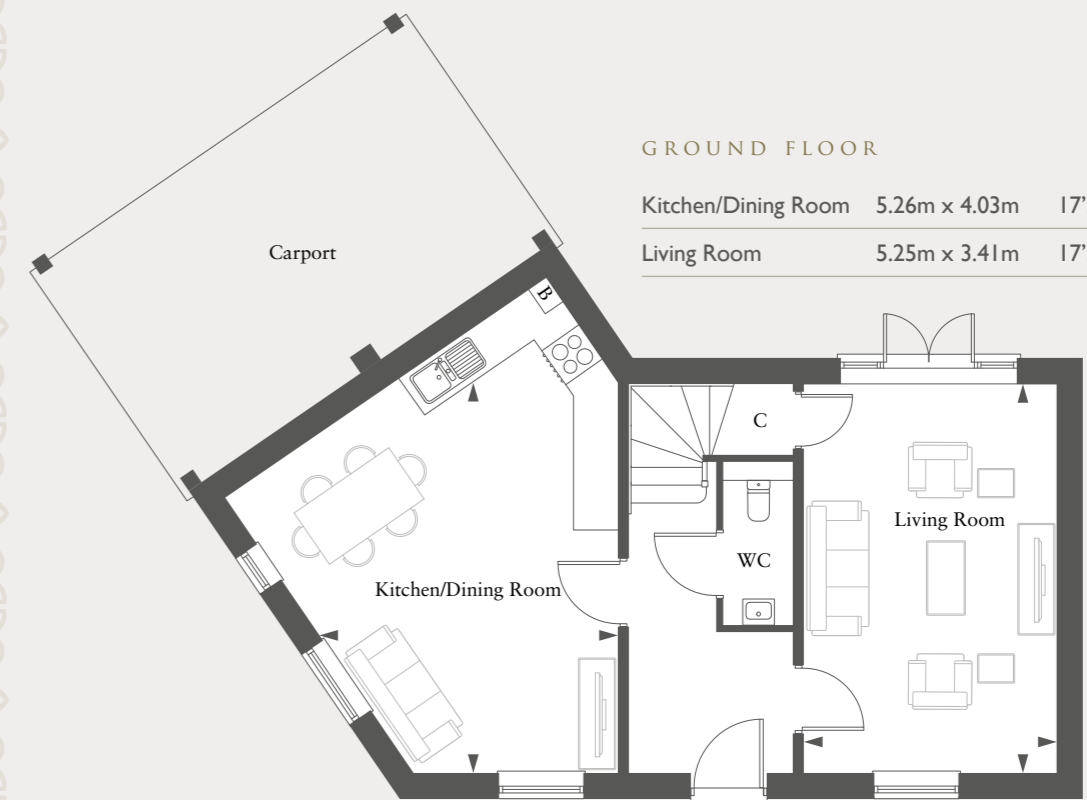 GROUND FLOOR
Kitchen/Dining Room 5.26m x 4.03m 17’
Living Room 5.25m x 3.41m 17’
Carport
B
C
Living Room
WC
Kitchen/Dining Room